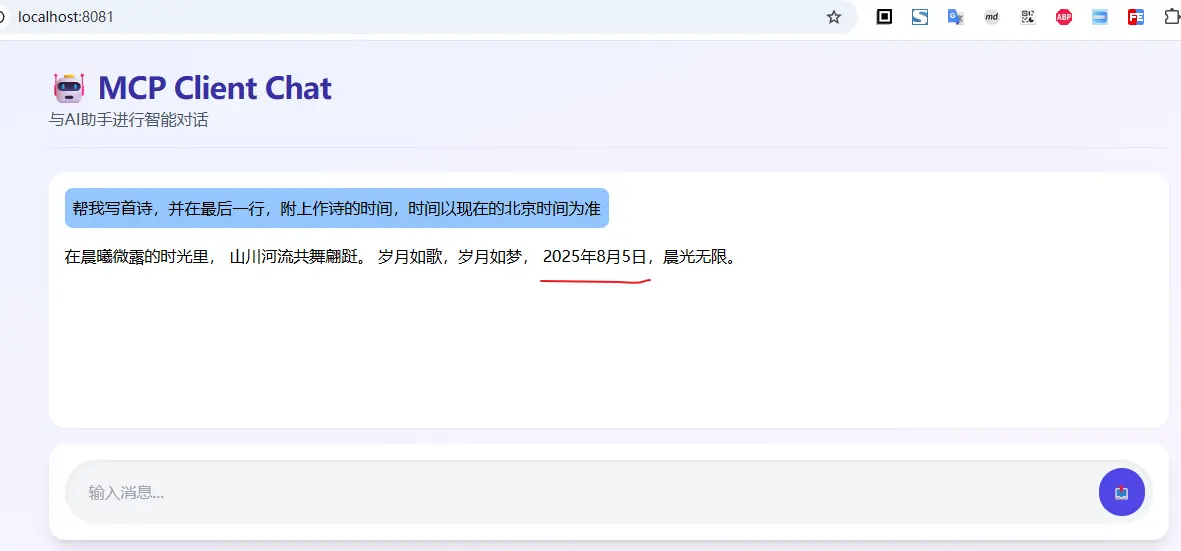 localhost:8081
md
ABP
FE
MCP Client Chat
与AI助手进行智能对话
帮我写首诗，并在最后一行，附上作诗的时间，时间以现在的北京时间为准
在晨曦微露的时光里， 山川河流共舞翩跹。 岁月如歌，岁月如梦， 2025年8月5日，晨光无限。
输入消息...